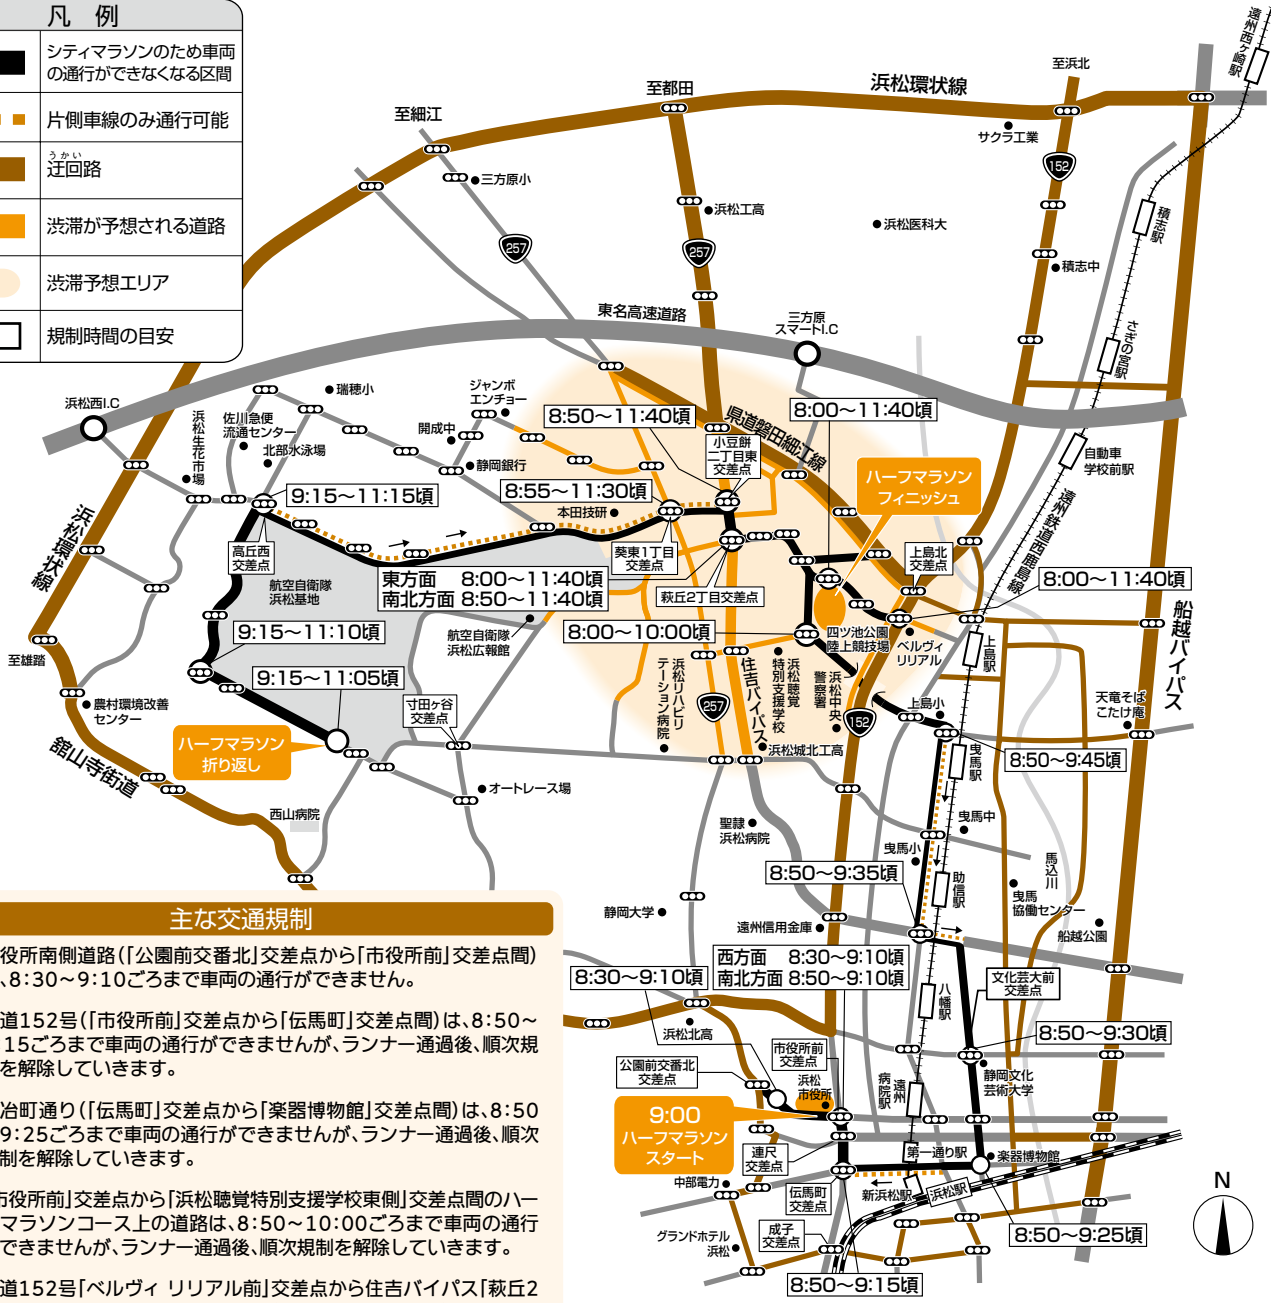 凡 例
シティマラソンのため車両
の通行ができなくなる区間
片側車線のみ通行可能
うかい
迂回路
渋滞が予想される道路
渋滞予想エリア
規制時間の目安
至細江
至都田
浜松環状線
至浜北
遠州西ヶ崎駅
サクラ工業
152
三方原小
浜松工高
浜松医科大
積志駅
257
257
積志中
東名高速道路
三方原
スマートI.C
さぎの宮駅
浜松西I.C
瑞穂小
ジャンボ
エンチョー
浜松生花市場
佐川急便
流通センター
北部水泳場
開成中
静岡銀行
8:50〜11:40頃
8:00〜11:40頃
県道磐田細江線
小豆餅
二丁目東
交差点
自動車
学校前駅
ハーフマラソン
フィニッシュ
9:15〜11:15頃
8:55〜11:30頃
本田技研
遠州鉄道西鹿島線
浜松環状線
高丘西
交差点
葵東1丁目
交差点
上島北
交差点
航空自衛隊
浜松基地
東方面 8:00〜11:40頃
南北方面 8:50〜11:40頃
萩丘2丁目交差点
8:00〜11:40頃
船越バイパス
9:15〜11:10頃
航空自衛隊
浜松広報館
8:00〜10:00頃
四ツ池公園
陸上競技場
ベルヴィ
リリアル
上島駅
至雄踏
9:15〜11:05頃
浜松リハビリ
テーション病院
住吉バイパス
浜松聴覚
特別支援学校
浜松中央
警察署
農村環境改善
センター
寸田ヶ谷
交差点
257
152
上島小
天竜そば
こたけ庵
舘山寺街道
ハーフマラソン
折り返し
浜松城北工高
曳馬駅
8:50〜9:45頃
オートレース場
西山病院
聖隷
浜松病院
曳馬中
曳馬小
馬込川
8:50〜9:35頃
助信駅
曳馬
協働センター
静岡大学
遠州信用金庫
船越公園
主な交通規制
役所南側道路(「公園前交番北」交差点から「市役所前」交差点間)
、8:30〜9:10ごろまで車両の通行ができません。
道152号(「市役所前」交差点から「伝馬町」交差点間)は、8:50〜
15ごろまで車両の通行ができませんが、ランナー通過後、順次規
を解除していきます。
冶町通り(「伝馬町」交差点から「楽器博物館」交差点間)は、8:50
9:25ごろまで車両の通行ができませんが、ランナー通過後、順次
制を解除していきます。
市役所前」交差点から「浜松聴覚特別支援学校東側」交差点間のハー
マラソンコース上の道路は、8:50〜10:00ごろまで車両の通行
できませんが、ランナー通過後、順次規制を解除していきます。
道152号「ベルヴィ リリアル前」交差点から住吉バイパス「萩丘2
8:30〜9:10頃
西方面 8:30〜9:10頃
南北方面 8:50〜9:10頃
文化芸大前
交差点
八幡駅
浜松北高
8:50〜9:30頃
市役所前
交差点
公園前交番北
交差点
浜松
市役所
遠州
病院駅
静岡文化
芸術大学
9:00
ハーフマラソン
スタート
連尺
交差点
第一通り駅
楽器博物館
中部電力
伝馬町
交差点
新浜松駅
浜松駅
グランドホテル
浜松
成子
交差点
8:50〜9:25頃
8:50〜9:15頃
N